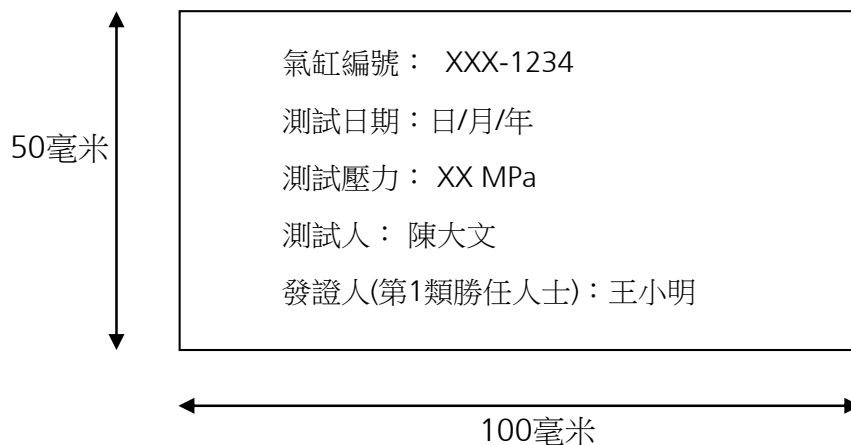 氣缸編號： XXX-1234
測試日期：日/月/年
50毫米
測試壓力： XX MPa
測試人： 陳大文
發證人(第1類勝任人士)：王小明
100毫米